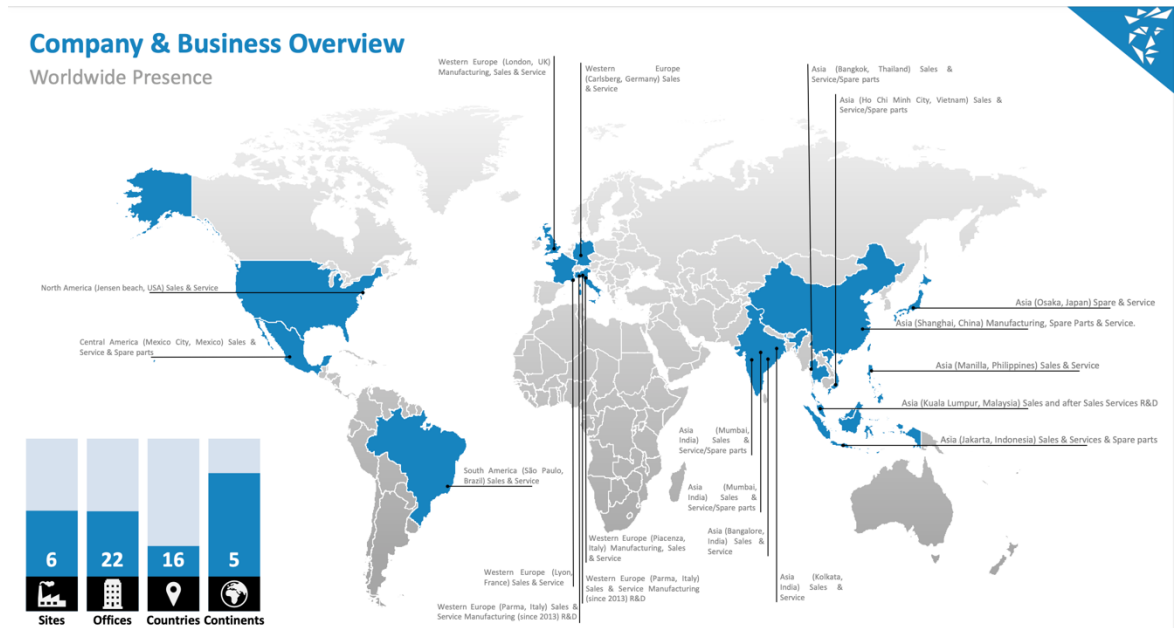 Company & Business Overview
Worldwide Presence
Western Europe (London, UK)
Manufacturing, Sales & Service
Western Europe
(Carlsberg, Germany) Sales
& Service
Asia (Bangkok, Thailand) Sales &
Service/Spare parts
Asia (Ho Chi Minh City, Vietnam) Sales &
Service/Spare parts
North America (Jensen beach, USA) Sales & Service
Central America (Mexico City, Mexico) Sales &
Service & Spare parts
South America (São Paulo,
Brazil) Sales & Service
Asia (Osaka, Japan) Spare & Service
Asia (Shanghai, China) Manufacturing, Spare Parts & Service.
Asia (Manilla, Philippines) Sales & Service
Asia (Kuala Lumpur, Malaysia) Sales and after Sales Services R&D
Asia (Jakarta, Indonesia) Sales & Services & Spare parts
Asia (Mumbai,
India) Sales &
Service/Spare parts
Asia (Mumbai,
India) Sales &
Service/Spare parts
Asia (Bangalore,
India) Sales &
Service
Asia (Kolkata,
India) Sales &
Service
Western Europe (Piacenza,
Italy) Manufacturing, Sales
& Service
Western Europe (Lyon,
France) Sales & Service
Western Europe (Parma, Italy)
Sales & Service Manufacturing
(since 2013) R&D
Western Europe (Parma, Italy) Sales &
Service Manufacturing (since 2013) R&D
6
22
16
5
Sites
Offices
Countries
Continents